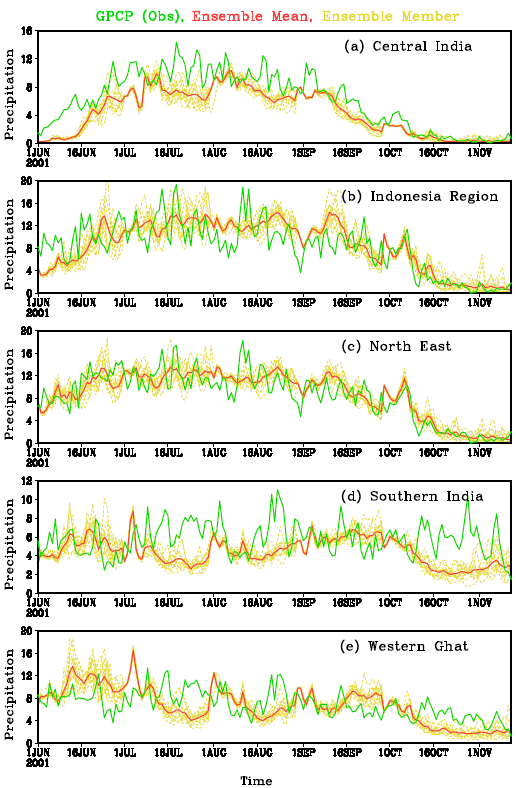 GPCP (Obs), Ensemble Mean, Ensemble Member
(a) Central India
Precipitation
16
12
8
4
0
1JUN 16JUN 1JUL 16JUL 1AUG 16AUG 1SEP 16SEP 1OCT 16OCT 1NOV
2001
(b) Indonesia Region
Precipitation
20
16
12
8
4
0
1JUN 16JUN 1JUL 16JUL 1AUG 16AUG 1SEP 16SEP 1OCT 16OCT 1NOV
2001
(c) North East
Precipitation
20
16
12
8
4
0
1JUN 16JUN 1JUL 16JUL 1AUG 16AUG 1SEP 16SEP 1OCT 16OCT 1NOV
2001
(d) Southern India
Precipitation
12
10
8
6
4
2
0
1JUN 16JUN 1JUL 16JUL 1AUG 16AUG 1SEP 16SEP 1OCT 16OCT 1NOV
2001
(e) Western Ghat
Precipitation
20
16
12
8
4
0
1JUN 16JUN 1JUL 16JUL 1AUG 16AUG 1SEP 16SEP 1OCT 16OCT 1NOV
2001
Time